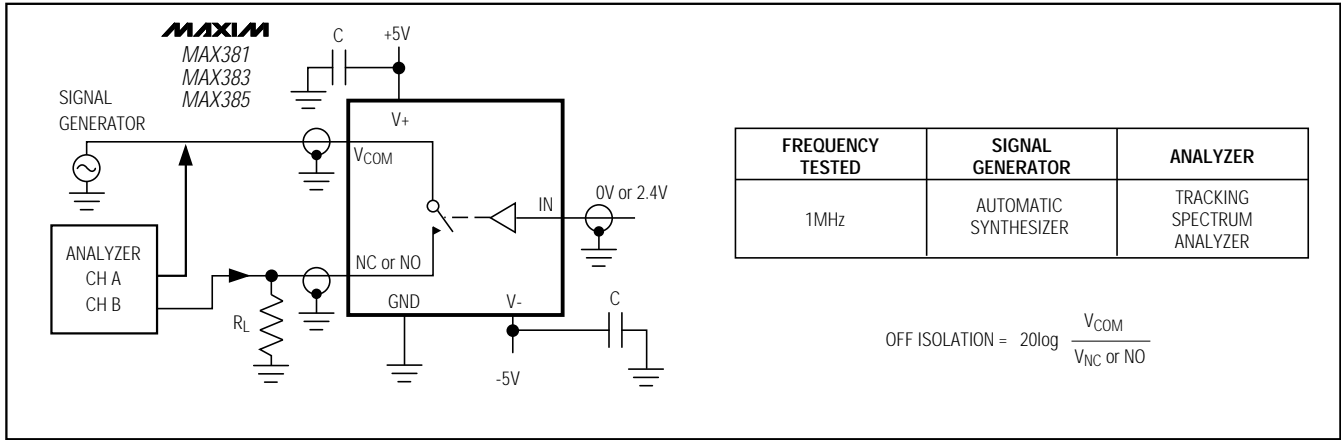 MAXIM
MAX381
MAX383
MAX385
C
+5V
SIGNAL
GENERATOR
V+
VCOM
IN
0V or 2.4V
ANALYZER
CH A
CH B
NC or NO
RL
GND
V-
C
-5V
FREQUENCY
TESTED
SIGNAL
GENERATOR
ANALYZER
1MHz
AUTOMATIC
SYNTHESIZER
TRACKING
SPECTRUM
ANALYZER
OFF ISOLATION = 20log VCOM
VNC or NO